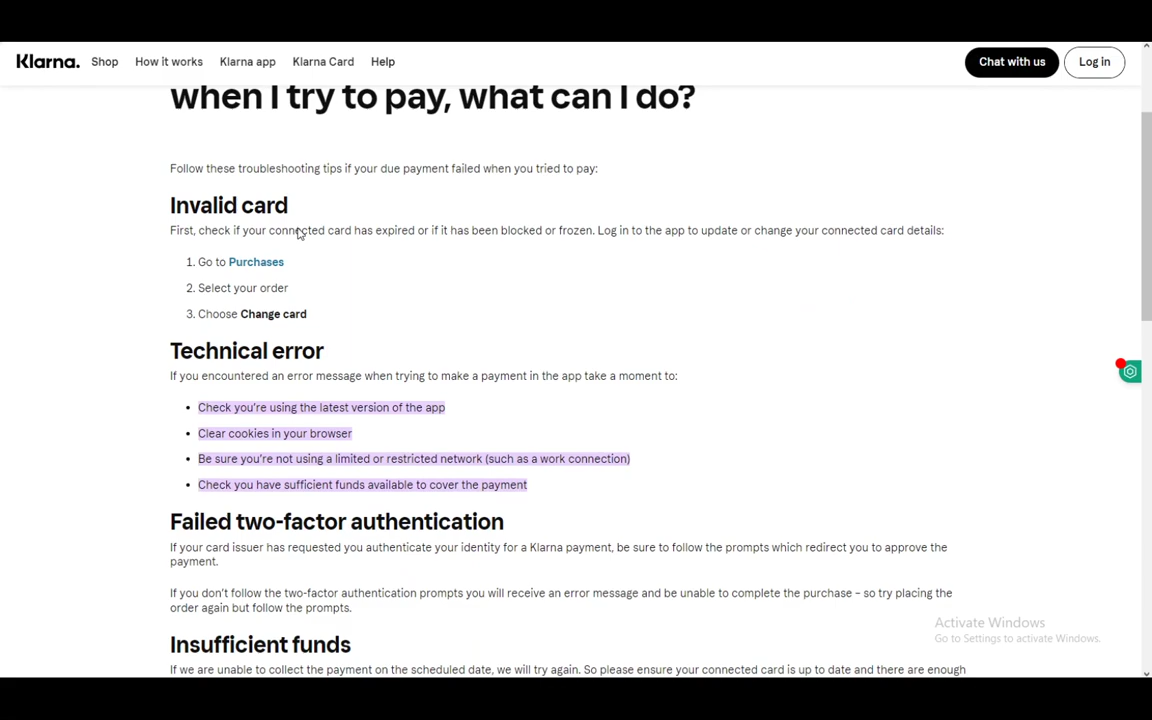 Klarna. Shop How it works Klarna app Klarna Card Help Chat with us Log in
when I try to pay, what can I do?
Follow these troubleshooting tips if your due payment failed when you tried to pay:
Invalid card
First, check if your connected card has expired or if it has been blocked or frozen. Log in to the app to update or change your connected card details:
1. Go to Purchases
2. Select your order
3. Choose Change card
Technical error
If you encountered an error message when trying to make a payment in the app take a moment to:
• Check you're using the latest version of the app
• Clear cookies in your browser
• Be sure you're not using a limited or restricted network (such as a work connection)
• Check you have sufficient funds available to cover the payment
Failed two-factor authentication
If your card issuer has requested you authenticate your identity for a Klarna payment, be sure to follow the prompts which redirect you to approve the
payment.
If you don't follow the two-factor authentication prompts you will receive an error message and be unable to complete the purchase – so try placing the
order again but follow the prompts.
Activate Windows
Go to Settings to activate Windows.
Insufficient funds
If we are unable to collect the payment on the scheduled date, we will try again. So please ensure your connected card is up to date and there are enough